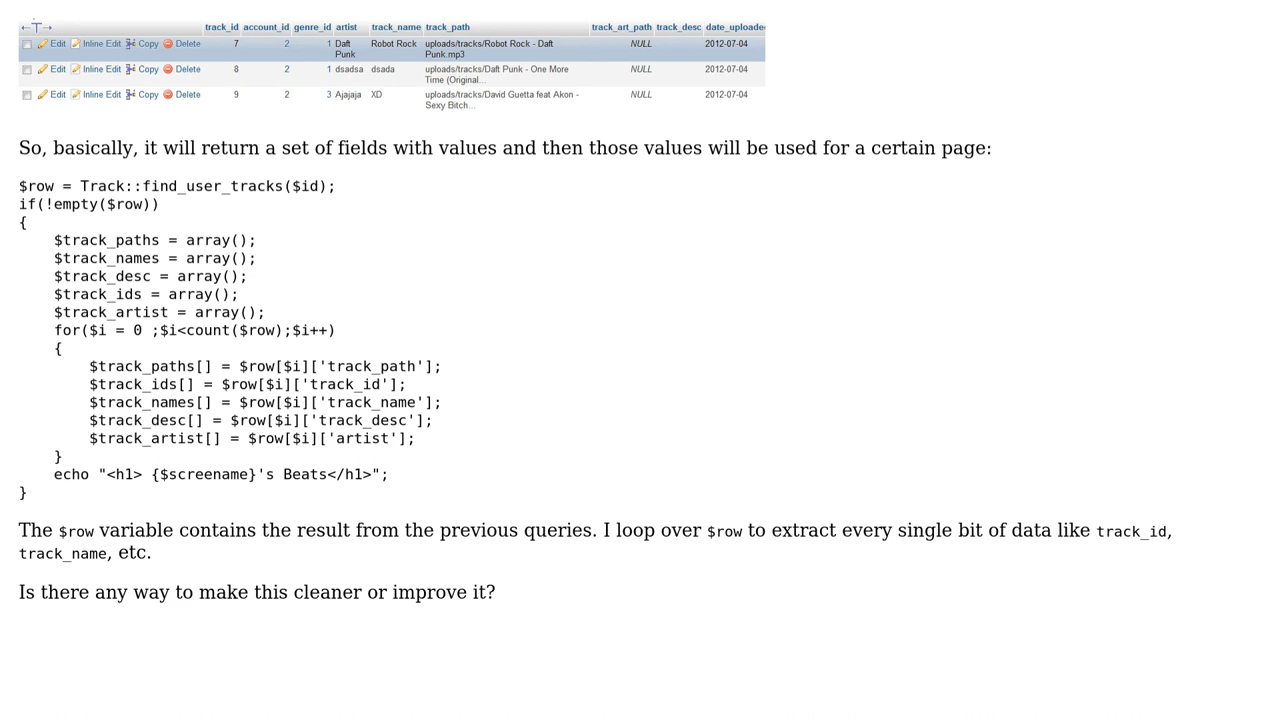 ←T→ track_id account_id genre_id artist track_name track_path track_art_path track_desc date_uploade
Edit Inline Edit Copy Delete 7 2 1 Daft Robot Rock uploads/tracks/Robot Rock - Daft NULL 2012-07-04
Punk Punk.mp3
Edit Inline Edit Copy Delete 8 2 1 dsadsa dsada uploads/tracks/Daft Punk - One More NULL 2012-07-04
Time (Original...
Edit Inline Edit Copy Delete 9 2 3 Ajajaja XD uploads/tracks/David Guetta feat Akon - NULL 2012-07-04
Sexy Bitch...
So, basically, it will return a set of fields with values and then those values will be used for a certain page:
$row = Track::find_user_tracks($id);
if(!empty($row))
{
    $track_paths = array();
    $track_names = array();
    $track_desc = array();
    $track_ids = array();
    $track_artist = array();
    for($i = 0 ;$i<count($row);$i++)
    {
        $track_paths[] = $row[$i]['track_path'];
        $track_ids[] = $row[$i]['track_id'];
        $track_names[] = $row[$i]['track_name'];
        $track_desc[] = $row[$i]['track_desc'];
        $track_artist[] = $row[$i]['artist'];
    }
    echo "<h1> {$screename}'s Beats</h1>";
}
The $row variable contains the result from the previous queries. I loop over $row to extract every single bit of data like track_id,
track_name, etc.
Is there any way to make this cleaner or improve it?